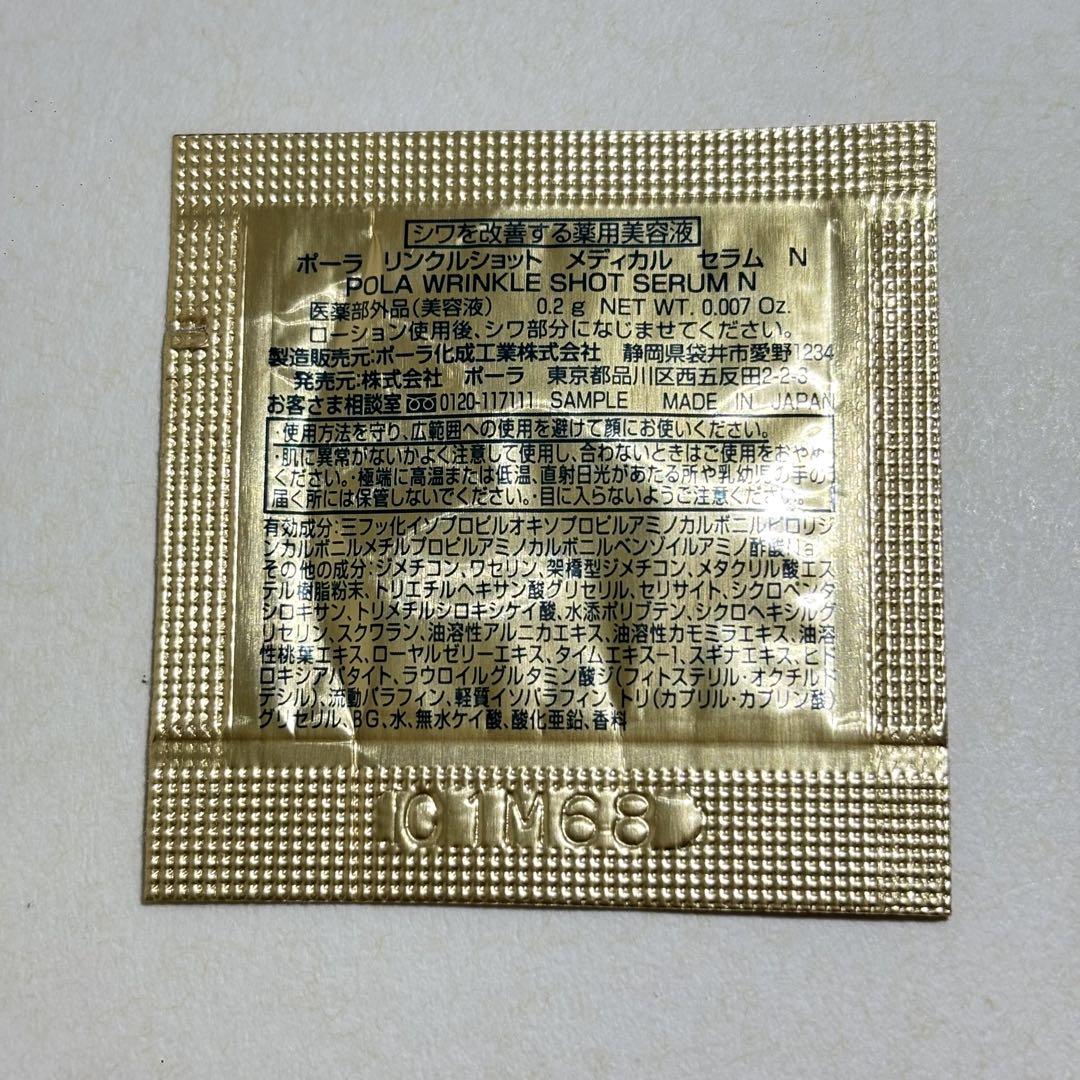 シワを改善する薬用美容液
ポーラ リンクルショット メディカル セラム N
POLA WRINKLE SHOT SERUM N
医薬部外品(美容液) 0.2g NET WT. 0.007 Oz.
ローション使用後、シワ部分になじませてください。
製造販売元:ポーラ化成工業株式会社 静岡県袋井市愛野1234
発売元:株式会社 ポーラ 東京都品川区西五反田2-2-3
お客さま相談室 0120-117111 SAMPLE MADE IN JAPAN
使用方法を守り、広範囲への使用を避けて顔にお使いください。
・肌に異常がないかよく注意して使用し、合わないときはご使用をおやめ
ください。・極端に高温または低温、直射日光があたる所や乳幼児の手の
届く所には保管しないでください。・目に入らないようご注意ください。
有効成分:三フッ化イソプロピルオキソプロピルアミノカルボニルピロリジ
ンカルボニルメチルプロピルアミノカルボニルベンゾイルアミノ酢酸Na
その他の成分:ジメチコン、ワセリン、架橋型ジメチコン、メタクリル酸エス
テル樹脂粉末、トリエチルヘキサン酸グリセリル、セリサイト、シクロペンタ
シロキサン、トリメチルシロキシケイ酸、水添ポリブテン、シクロヘキシルグ
リセリン、スクワラン、油溶性アルニカエキス、油溶性カモミラエキス、油溶
性桃葉エキス、ローヤルゼリーエキス、タイムエキス-1、スギナエキス、ヒド
ロキシアパタイト、ラウロイルグルタミン酸ジ(フィトステリル・オクチルド
デシル)、流動パラフィン、軽質イソパラフィン、トリ(カプリル・カプリン酸)
グリセリル、BG、水、無水ケイ酸、酸化亜鉛、香料
C1M68